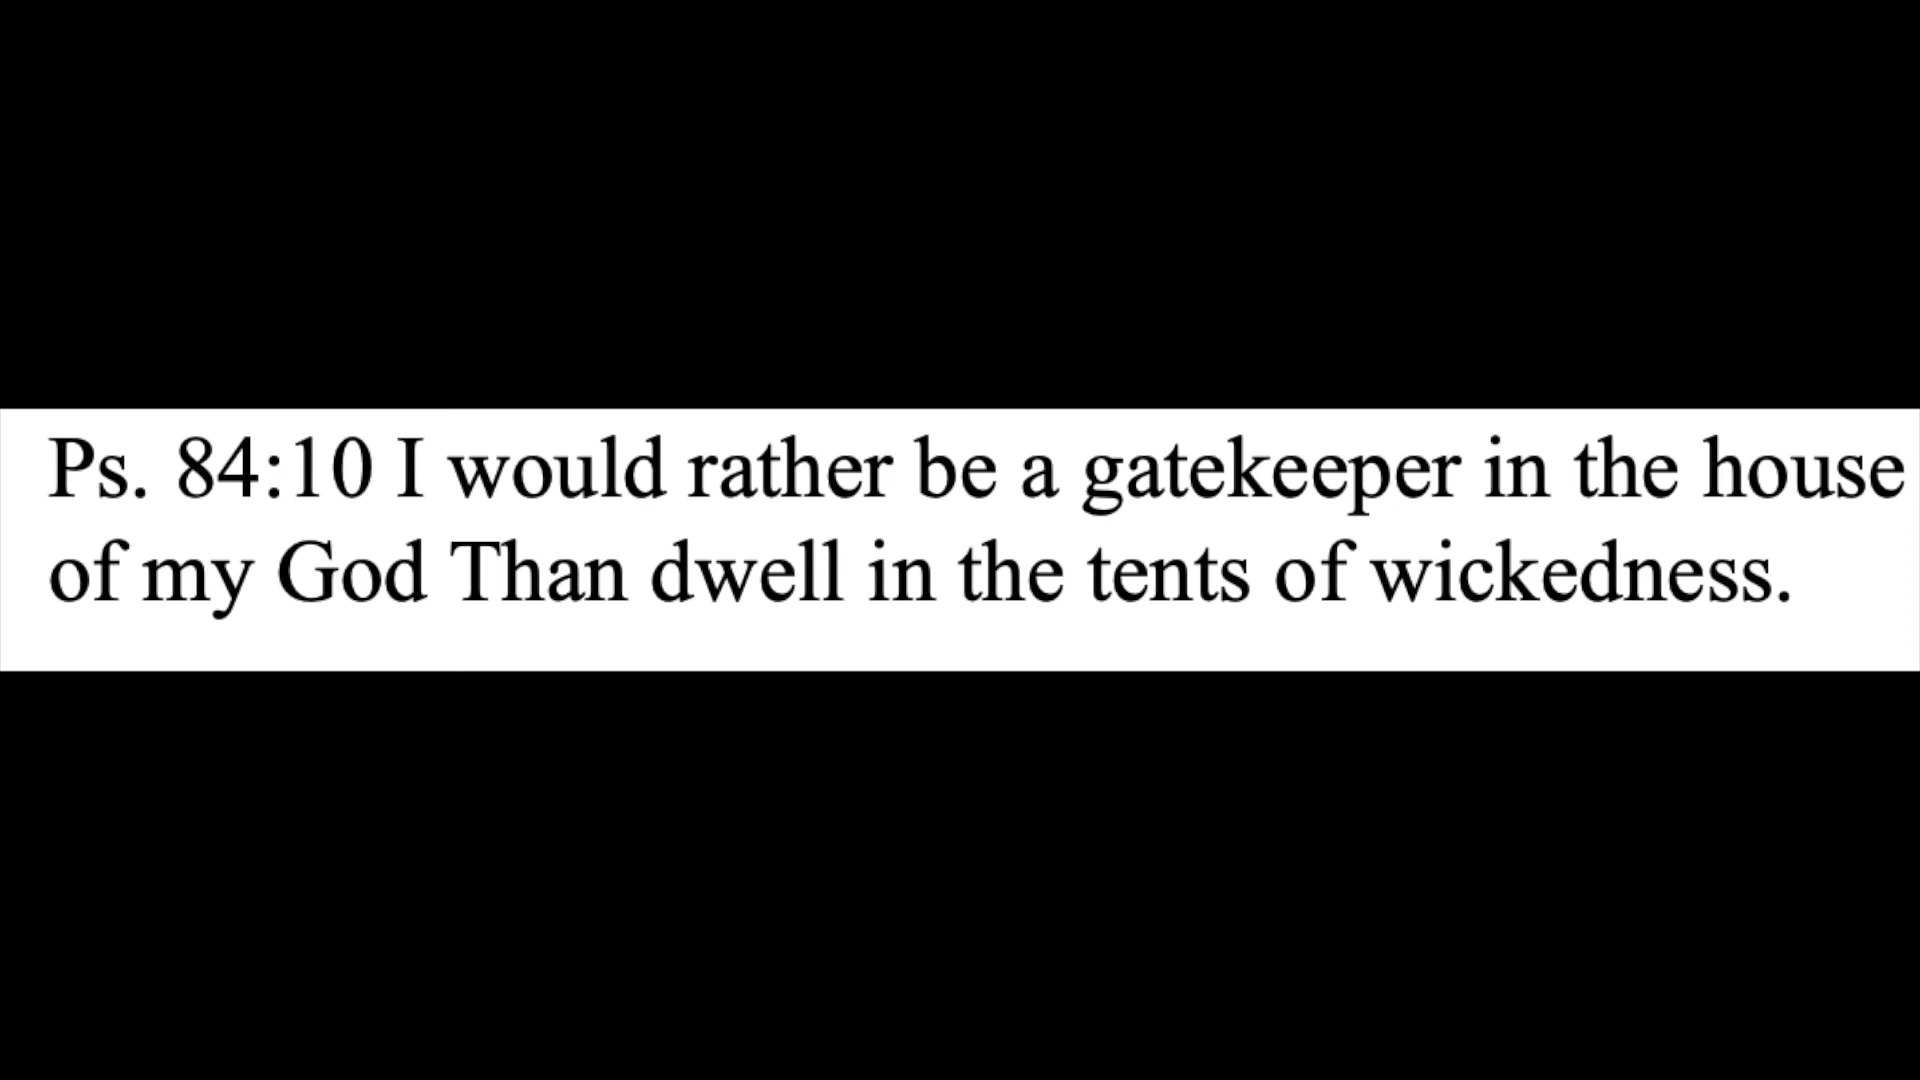 Ps. 84:10 I would rather be a gatekeeper in the house
of my God Than dwell in the tents of wickedness.